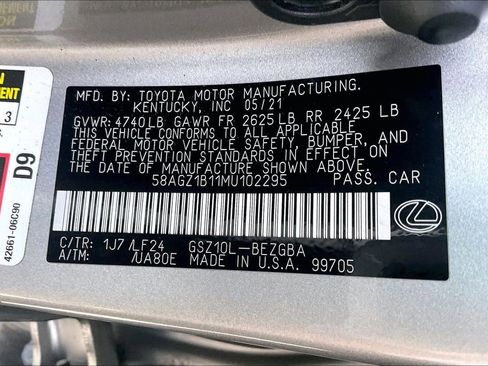 MFD. BY: TOYOTA MOTOR MANUFACTURING.
KENTUCKY, INC 05/21
GVWR: 4740LB GAWR FR 2625LB RR 2425 LB
THIS VEHICLE CONFORMS TO ALL APPLICABLE
FEDERAL MOTOR VEHICLE SAFETY, BUMPER, AND
THEFT PREVENTION STANDARDS IN EFFECT ON
THE DATE OF MANUFACTURE SHOWN ABOVE.
58AGZ1B11MU102295 PASS. CAR
C/TR: 1J7/LF24 GSZ10L-BEZGBA
A/TM: /UA80E MADE IN U.S.A. 99705
3
D9
42661-06C90